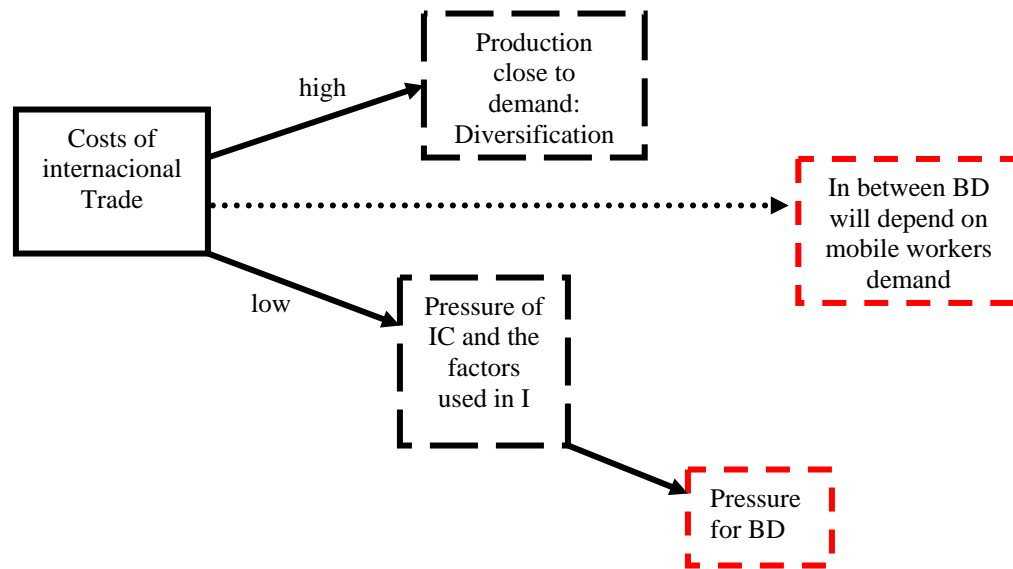 Production
close to
demand:
Diversification
high
Costs of
internacional
Trade
In between BD
will depend on
mobile workers
demand
low
Pressure of
IC and the
factors
used in I
Pressure
for BD